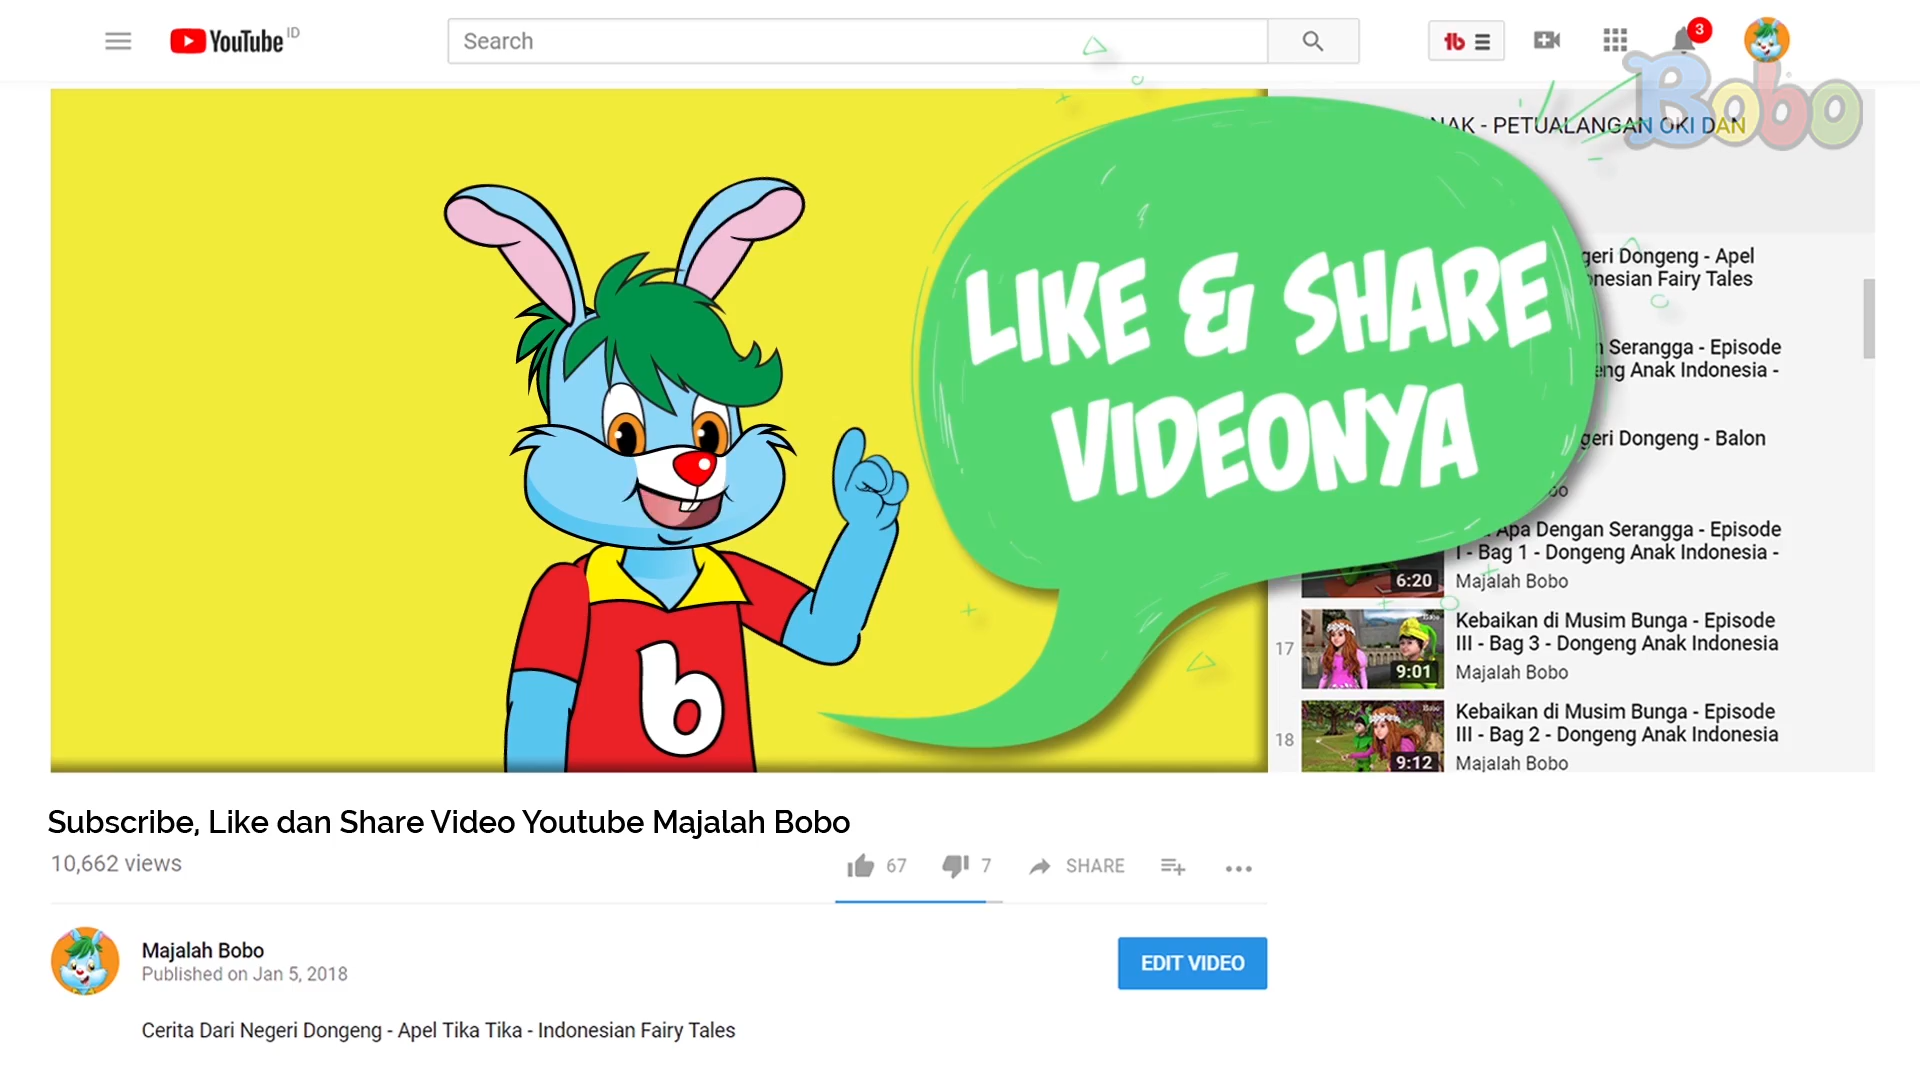 YouTube ID
Search
3
Bobo
NAK - PETUALANGAN OKI DAN
LIKE & SHARE
VIDEONYA
geri Dongeng - Apel
nesian Fairy Tales
Serangga - Episode
eng Anak Indonesia -
geri Dongeng - Balon
bo
Apa Dengan Serangga - Episode
I - Bag 1 - Dongeng Anak Indonesia -
6:20
Majalah Bobo
17
Kebaikan di Musim Bunga - Episode
III - Bag 3 - Dongeng Anak Indonesia
9:01
Majalah Bobo
18
Kebaikan di Musim Bunga - Episode
III - Bag 2 - Dongeng Anak Indonesia
9:12
Majalah Bobo
b
Subscribe, Like dan Share Video Youtube Majalah Bobo
10,662 views
67
7
SHARE
Majalah Bobo
Published on Jan 5, 2018
EDIT VIDEO
Cerita Dari Negeri Dongeng - Apel Tika Tika - Indonesian Fairy Tales